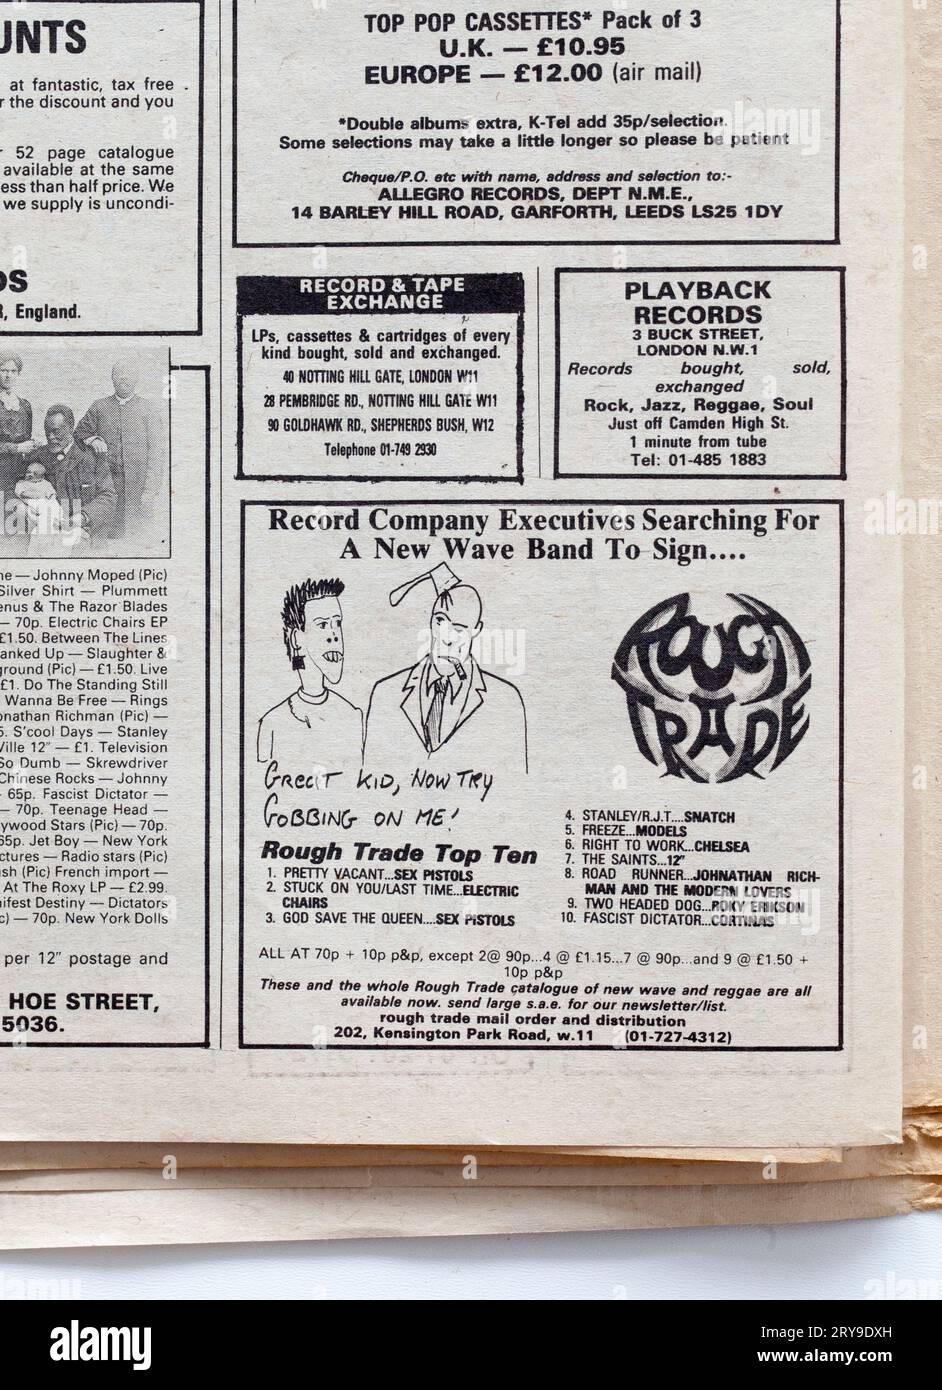 UNTS
at fantastic, tax free
r the discount and you
52 page catalogue
available at the same
ess than half price. We
we supply is uncondi-
DS
R, England.
ne — Johnny Moped (Pic)
Silver Shirt — Plummett
enus & The Razor Blades
— 70p. Electric Chairs EP
£1.50. Between The Lines
anked Up — Slaughter &
ground (Pic) — £1.50. Live
£1. Do The Standing Still
Wanna Be Free — Rings
onathan Richman (Pic) —
5. S'cool Days — Stanley
Ville 12" — £1. Television
So Dumb — Skrewdriver
Chinese Rocks — Johnny
65p. Fascist Dictator —
— 70p. Teenage Head —
ywood Stars (Pic) — 70p.
65p. Jet Boy — New York
ctures — Radio stars (Pic)
sh (Pic) French import —
At The Roxy LP — £2.99.
ifest Destiny — Dictators
c) — 70p. New York Dolls
per 12" postage and
HOE STREET,
5036.
TOP POP CASSETTES* Pack of 3
U.K. — £10.95
EUROPE — £12.00 (air mail)
*Double albums extra, K-Tel add 35p/selection.
Some selections may take a little longer so please be patient
Cheque/P.O. etc with name, address and selection to:-
ALLEGRO RECORDS, DEPT N.M.E.,
14 BARLEY HILL ROAD, GARFORTH, LEEDS LS25 1DY
RECORD & TAPE
EXCHANGE
LPs, cassettes & cartridges of every
kind bought, sold and exchanged.
40 NOTTING HILL GATE, LONDON W11
28 PEMBRIDGE RD., NOTTING HILL GATE W11
90 GOLDHAWK RD., SHEPHERDS BUSH, W12
Telephone 01-749 2930
PLAYBACK
RECORDS
3 BUCK STREET,
LONDON N.W.1
Records bought, sold,
exchanged
Rock, Jazz, Reggae, Soul
Just off Camden High St.
1 minute from tube
Tel: 01-485 1883
Record Company Executives Searching For
A New Wave Band To Sign....
ROUGH
TRADE
GREAT KID, NOW TRY
GOBBING ON ME!
Rough Trade Top Ten
1. PRETTY VACANT...SEX PISTOLS
2. STUCK ON YOU/LAST TIME...ELECTRIC
CHAIRS
3. GOD SAVE THE QUEEN....SEX PISTOLS
4. STANLEY/R.J.T....SNATCH
5. FREEZE...MODELS
6. RIGHT TO WORK...CHELSEA
7. THE SAINTS...12"
8. ROAD RUNNER...JOHNATHAN RICH-
MAN AND THE MODERN LOVERS
9. TWO HEADED DOG...ROKY ERIKSON
10. FASCIST DICTATOR...CORTINAS
ALL AT 70p + 10p p&p, except 2@ 90p...4 @ £1.15...7 @ 90p...and 9 @ £1.50 +
10p p&p
These and the whole Rough Trade catalogue of new wave and reggae are all
available now. send large s.a.e. for our newsletter/list.
rough trade mail order and distribution
202, Kensington Park Road, w.11 (01-727-4312)
alamy
Image ID: 2RY9DXH
www.alamy.com